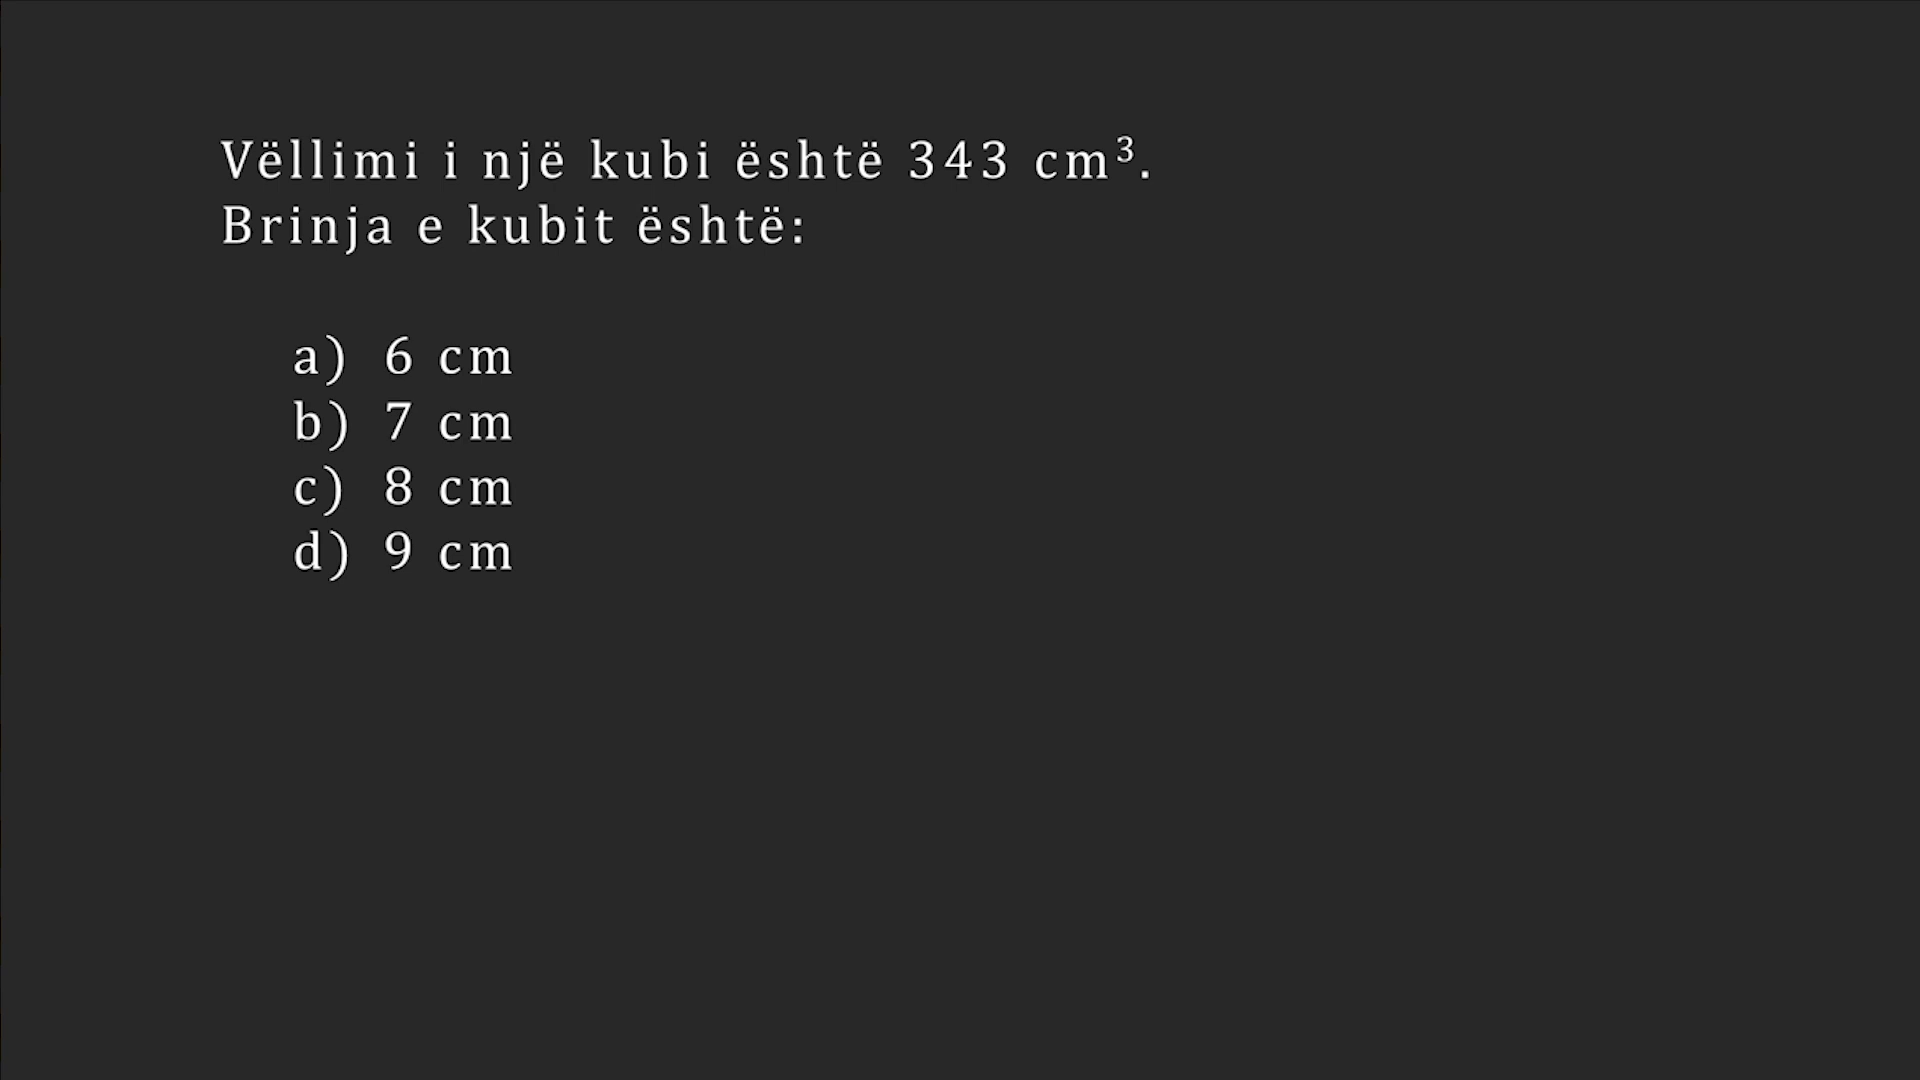 Vëllimi i një kubi është 343 cm³.
Brinja e kubit është:
a) 6 cm
b) 7 cm
c) 8 cm
d) 9 cm